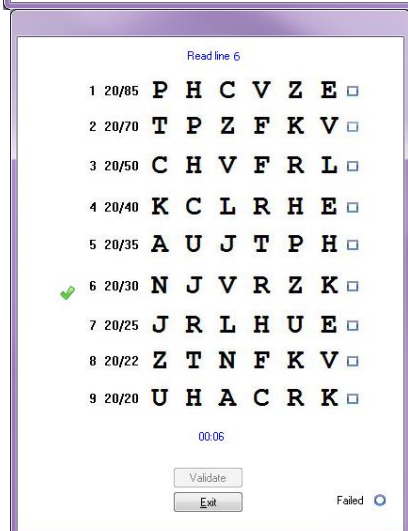 Read line 6
1 20/85 P H C V Z E
2 20/70 T P Z F K V
3 20/50 C H V F R L
4 20/40 K C L R H E
5 20/35 A U J T P H
6 20/30 N J V R Z K
7 20/25 J R L H U E
8 20/22 Z T N F K V
9 20/20 U H A C R K
00:06
Validate
Exit Failed